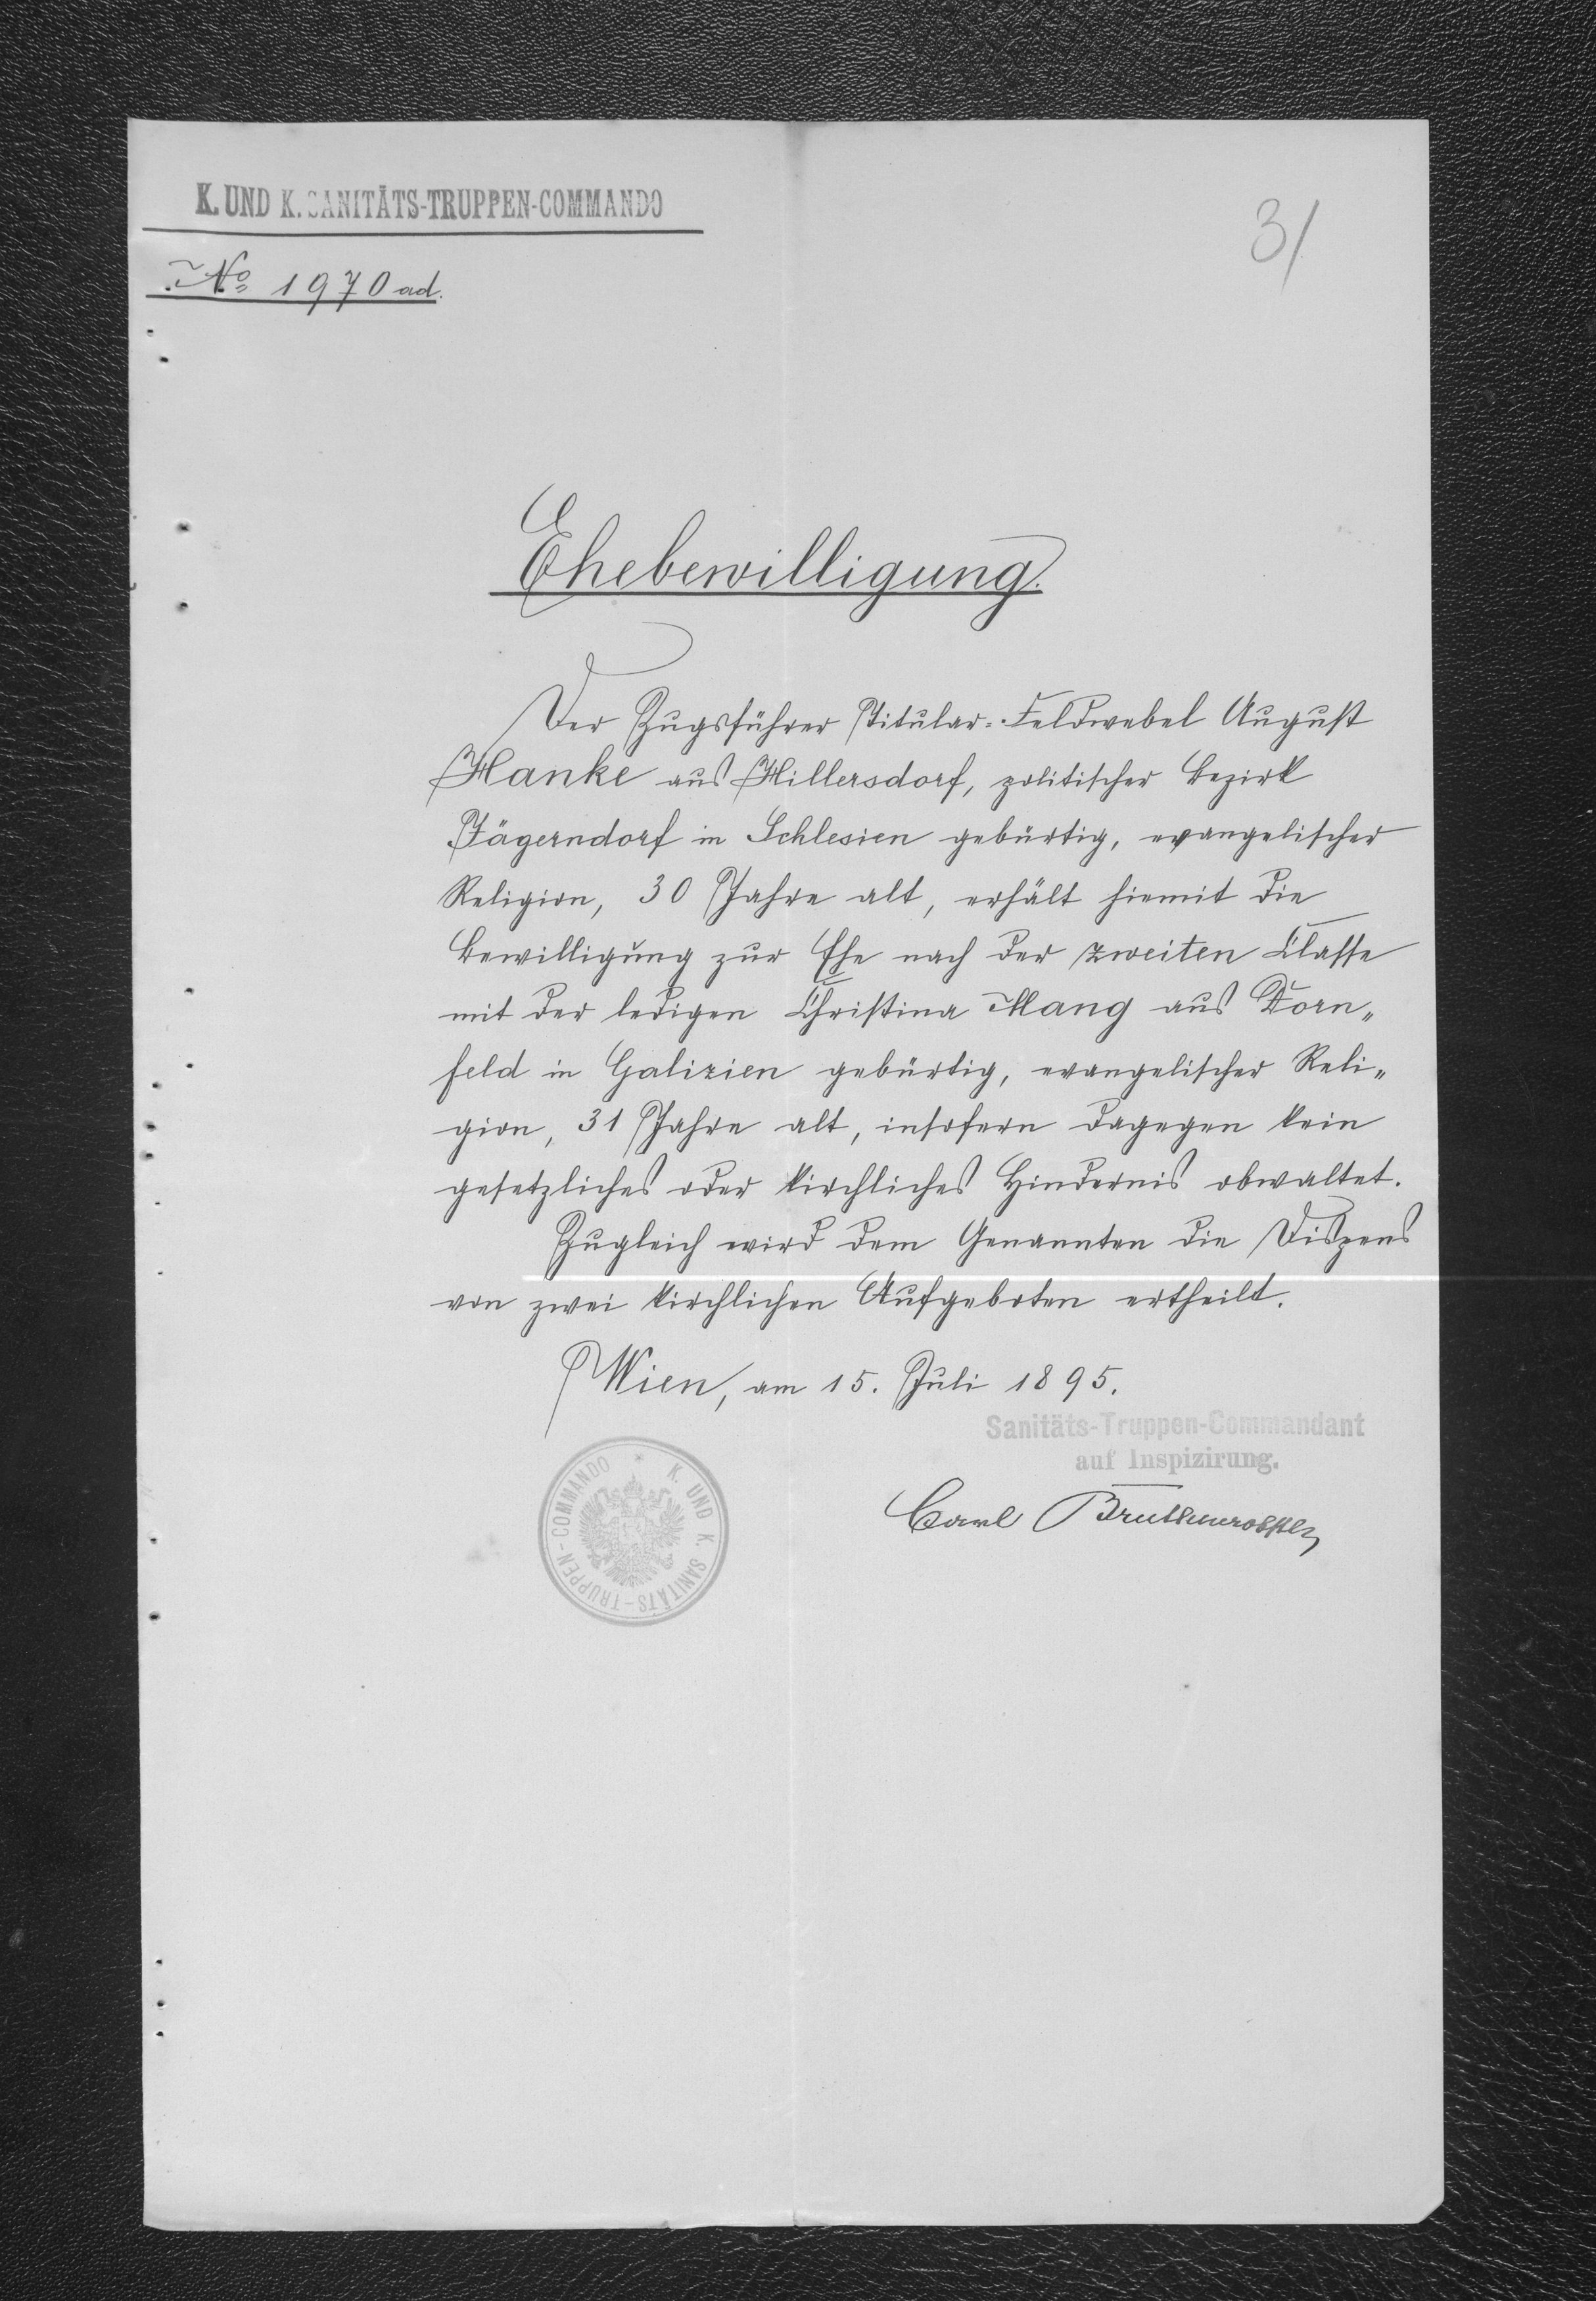 K. UND K. SANITÄTS-TRUPPEN-COMMANDO
31
No 1970 ad.
Ehebewilligung.
Der Zugsführer Titular-Feldwebel August
Hanke aus Hillersdorf, politischer Bezirk
Jägerndorf in Schlesien gebürtig, evangelischer
Religion, 30 Jahre alt, erhält hiemit die
Bewilligung zur Ehe nach der zweiten Classe
mit der ledigen Christina Mang aus Dorn„
feld in Galizien gebürtig, evangelischer Reli„
gion, 31 Jahre alt, insofern dagegen kein
gesetzliches oder kirchliches Hindernis obwaltet.
Zugleich wird dem Genannten die Dispens
von zwei kirchlichen Aufgeboten ertheilt.
Wien, am 15. Juli 1895.
Sanitäts-Truppen-Commandant
auf Inspizirung.
Carl
K. UND K. SANITÄTS-TRUPPEN-COMMANDO *